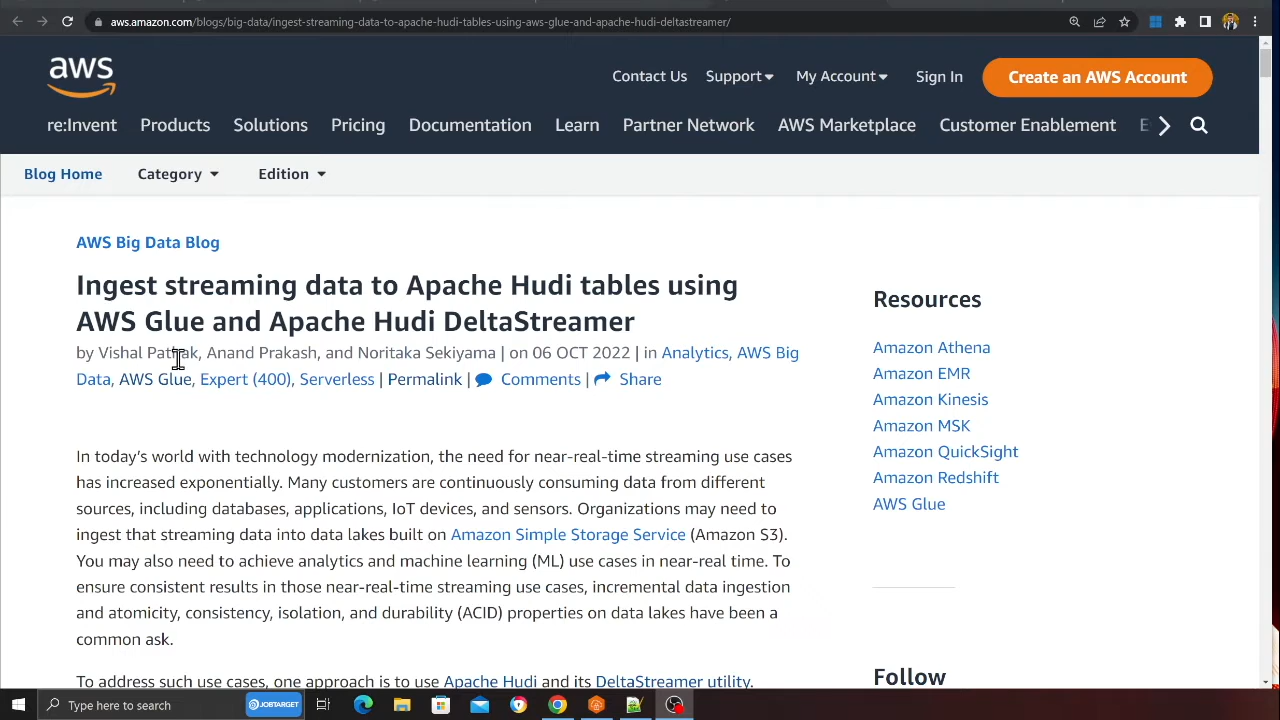 aws.amazon.com/blogs/big-data/ingest-streaming-data-to-apache-hudi-tables-using-aws-glue-and-apache-hudi-deltastreamer/
aws
Contact Us Support My Account Sign In Create an AWS Account
re:Invent Products Solutions Pricing Documentation Learn Partner Network AWS Marketplace Customer Enablement E
Blog Home Category Edition
AWS Big Data Blog
Ingest streaming data to Apache Hudi tables using
AWS Glue and Apache Hudi DeltaStreamer
by Vishal Pathak, Anand Prakash, and Noritaka Sekiyama | on 06 OCT 2022 | in Analytics, AWS Big
Data, AWS Glue, Expert (400), Serverless | Permalink | Comments | Share
In today's world with technology modernization, the need for near-real-time streaming use cases
has increased exponentially. Many customers are continuously consuming data from different
sources, including databases, applications, IoT devices, and sensors. Organizations may need to
ingest that streaming data into data lakes built on Amazon Simple Storage Service (Amazon S3).
You may also need to achieve analytics and machine learning (ML) use cases in near-real time. To
ensure consistent results in those near-real-time streaming use cases, incremental data ingestion
and atomicity, consistency, isolation, and durability (ACID) properties on data lakes have been a
common ask.
To address such use cases, one approach is to use Apache Hudi and its DeltaStreamer utility.
Resources
Amazon Athena
Amazon EMR
Amazon Kinesis
Amazon MSK
Amazon QuickSight
Amazon Redshift
AWS Glue
Follow
Type here to search JOBTARGET